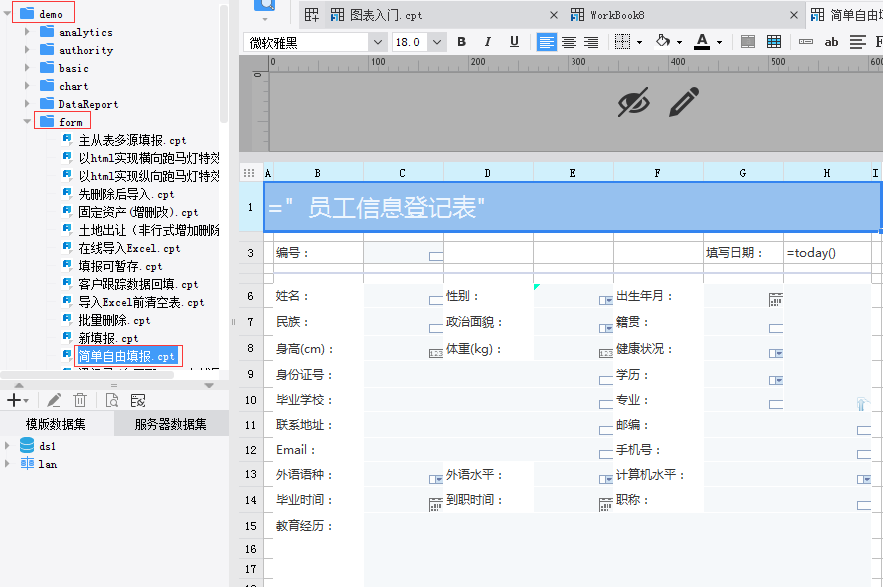 demo
analytics
authority
basic
chart
DataReport
form
主从表多源填报.cpt
以html实现横向跑马灯特效
以html实现纵向跑马灯特效
先删除后导入.cpt
固定资产(增删改).cpt
土地出让（非行式增加删除
在线导入Excel.cpt
填报可暂存.cpt
客户跟踪数据回填.cpt
导入Excel前清空表.cpt
批量删除.cpt
新填报.cpt
简单自由填报.cpt
模版数据集 服务器数据集
ds1
lan
图表入门.cpt WorkBook8 简单自由填
微软雅黑 18.0 B I U A ab
0 100 200 300 400 500 600
0
A B C D E F G H I
1 ="员工信息登记表"
3 编号： 填写日期： =today()
6 姓名： 性别： 出生年月：
7 民族： 政治面貌： 籍贯：
8 身高(cm)： 123 体重(kg)： 123 健康状况：
9 身份证号： 学历：
10 毕业学校： 专业：
11 联系地址： 邮编：
12 Email： 手机号：
13 外语语种： 外语水平： 计算机水平：
14 毕业时间： 到职时间： 职称：
15 教育经历：
16
17